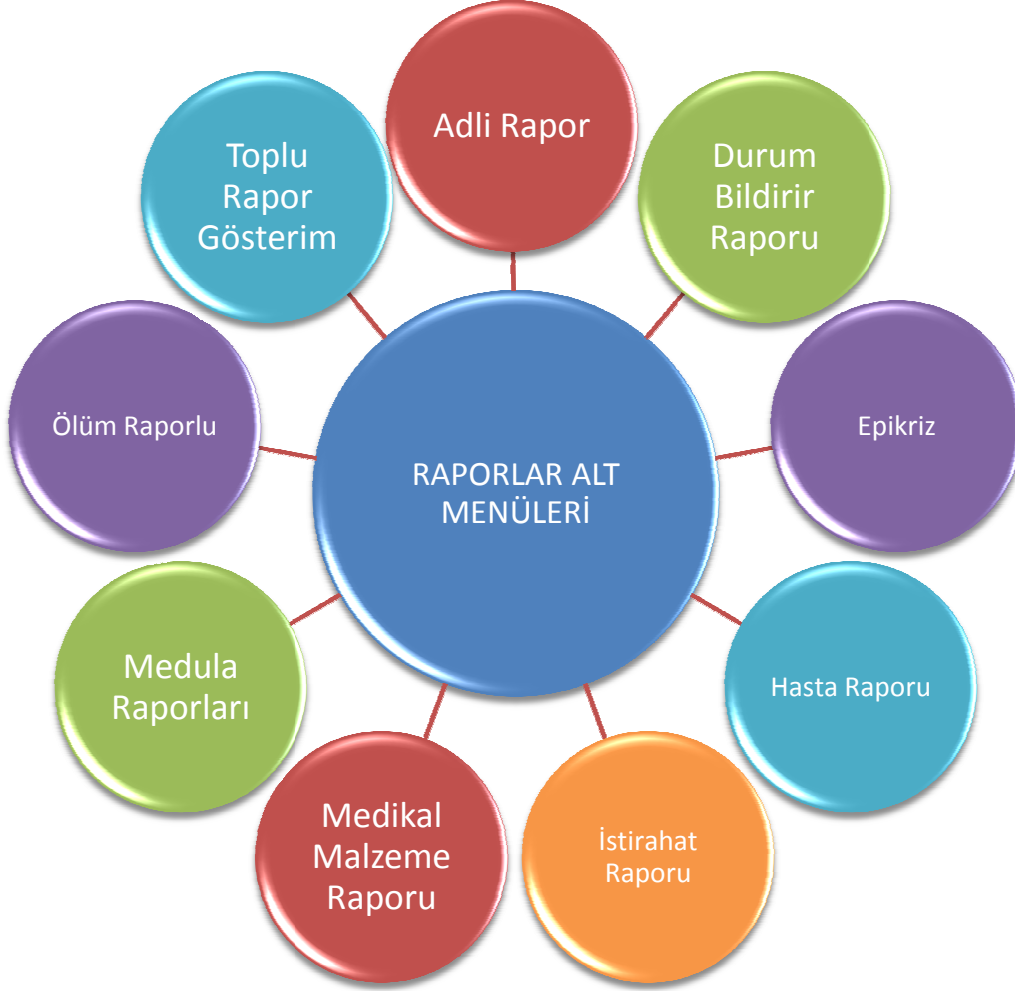 Adli Rapor
Durum
Bildirir
Raporu
Epikriz
Hasta Raporu
İstirahat
Raporu
Medikal
Malzeme
Raporu
Medula
Raporları
Ölüm Raporlu
Toplu
Rapor
Gösterim
RAPORLAR ALT
MENÜLERİ